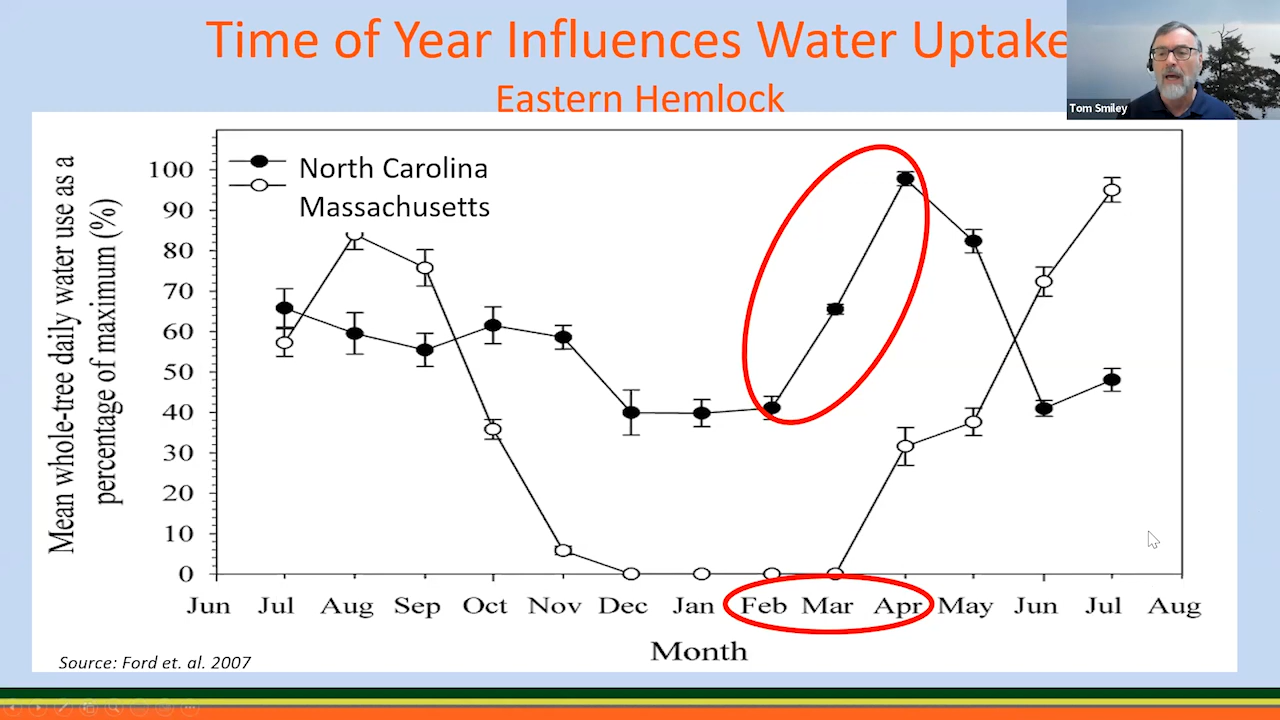 Time of Year Influences Water Uptake
Eastern Hemlock
Tom Smiley
North Carolina
Massachusetts
Mean whole-tree daily water use as a
percentage of maximum (%)
100
90
80
70
60
50
40
30
20
10
0
Jun Jul Aug Sep Oct Nov Dec Jan Feb Mar Apr May Jun Jul Aug
Month
Source: Ford et. al. 2007